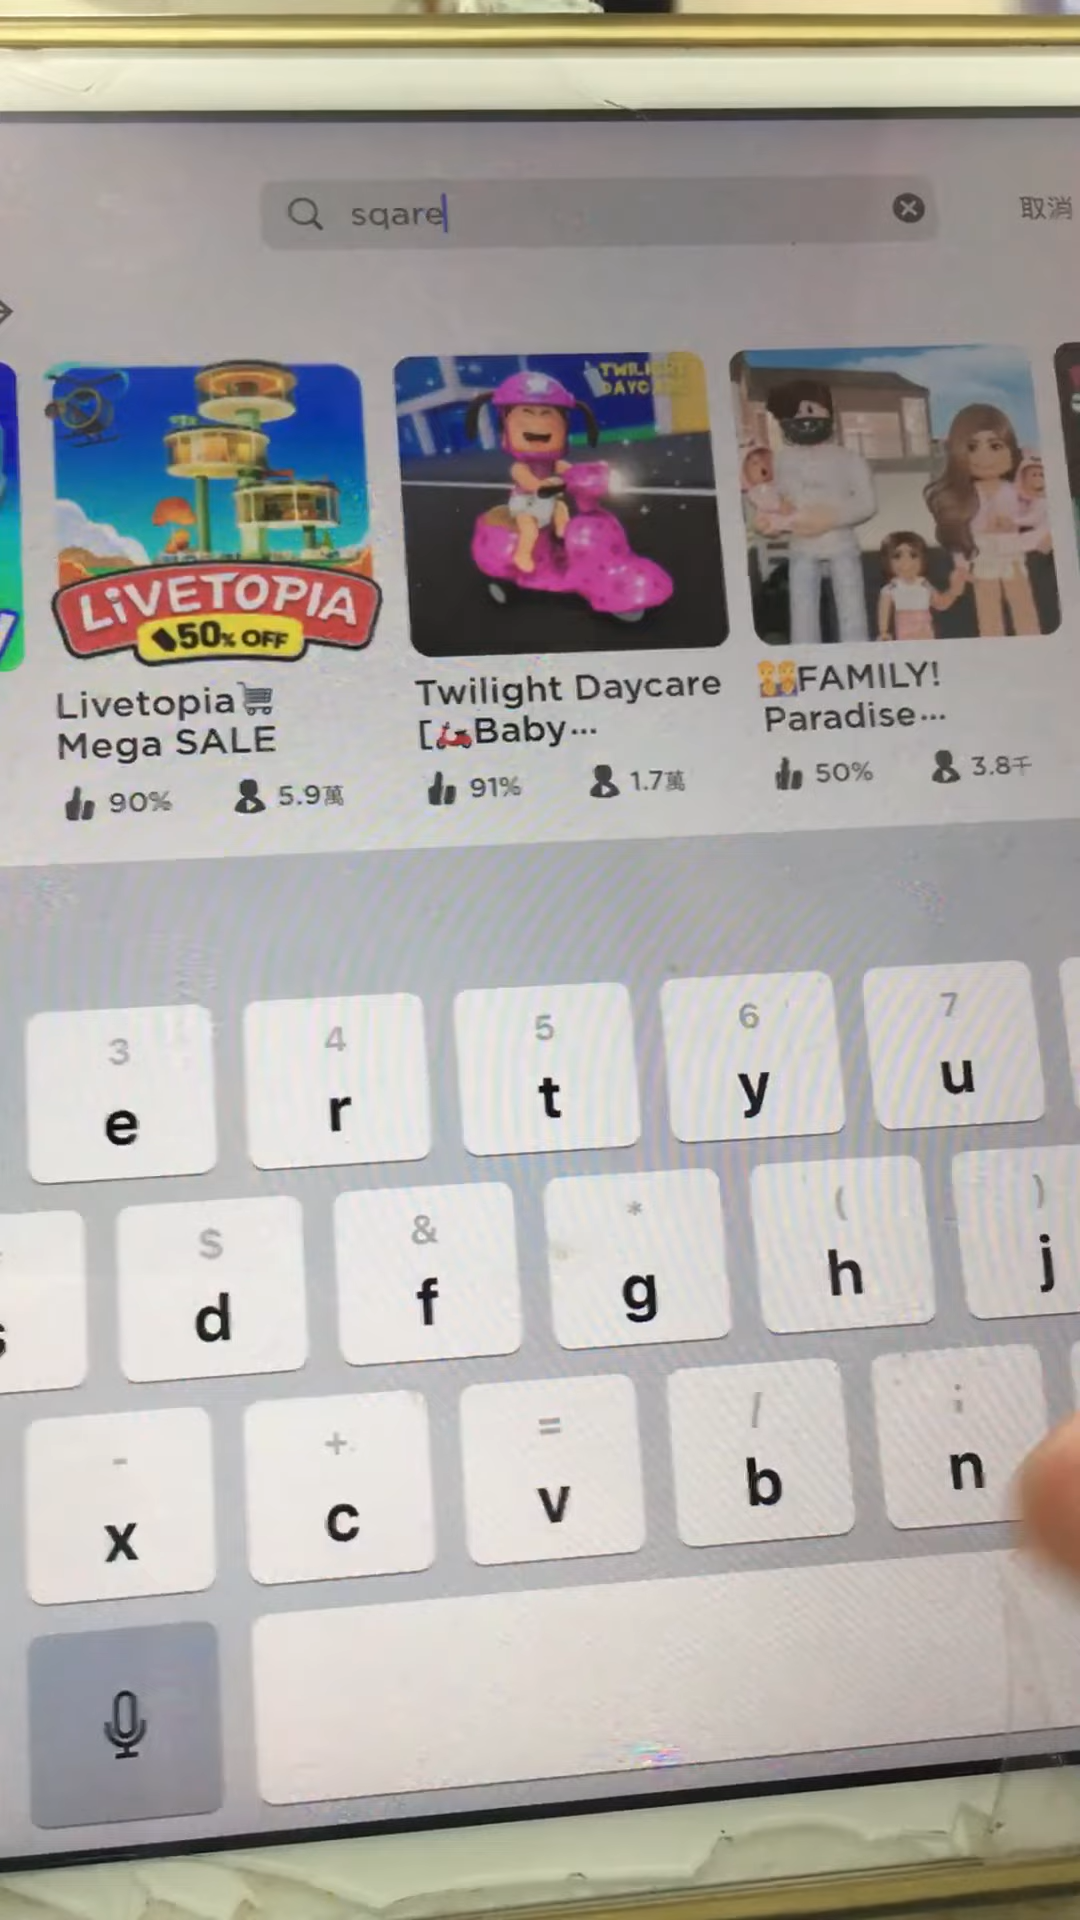 sqare
取消
TWILIGHT
DAYCARE
LiVETOPIA
50% OFF
Livetopia🛒
Mega SALE
90% 5.9萬
Twilight Daycare
[🛵Baby...
91% 1.7萬
👨‍👨‍👧‍👧FAMILY!
Paradise...
50% 3.8千
3 4 5 6 7
e r t y u
$ & * ( )
s d f g h j
- + = / ;
x c v b n